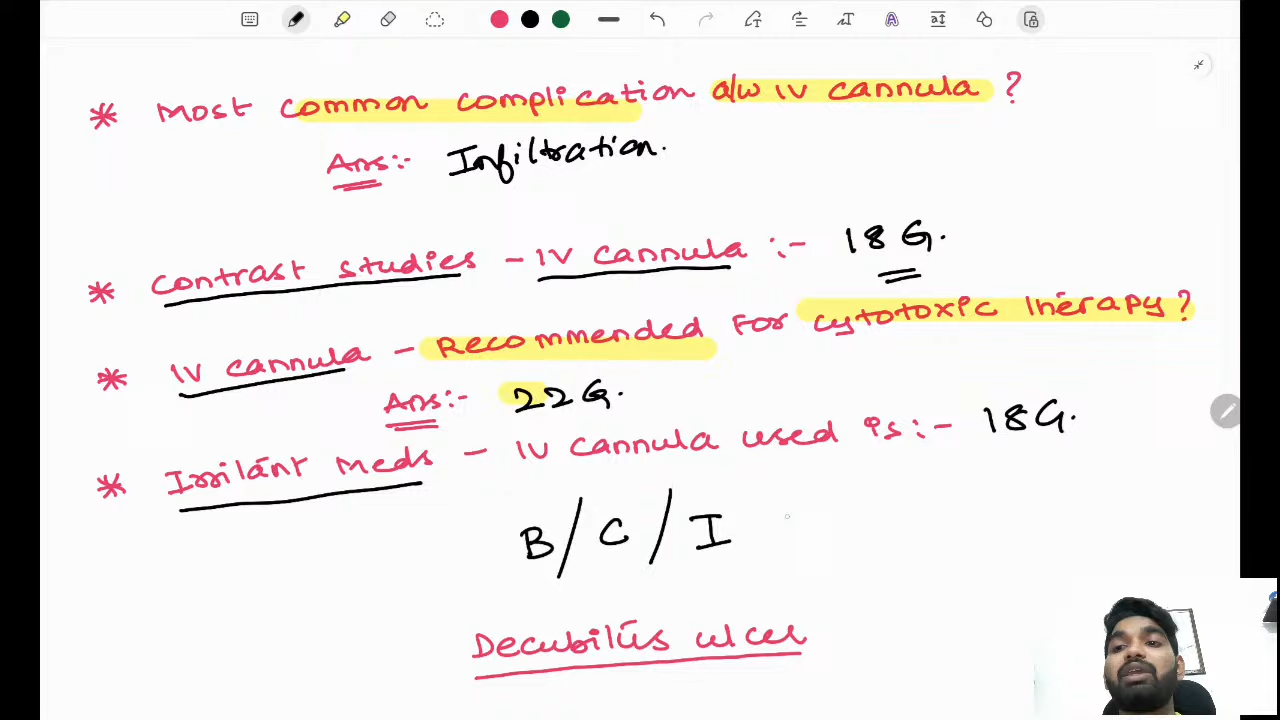 * Most common complication a/w IV cannula ?
Ans:- Infiltration.
* Contrast studies - IV cannula :- 18 G.
* IV cannula - Recommended for cytotoxic therapy?
Ans:- 22 G.
* Irritant Meds - IV cannula used is:- 18G.
B/C/I
Decubitus ulcer